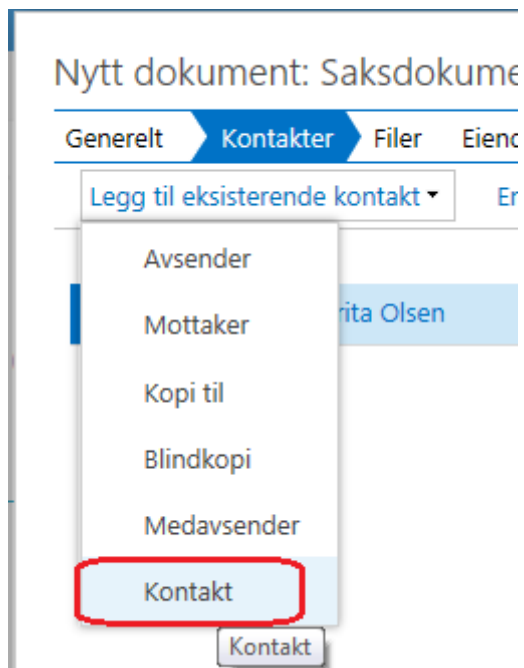 Nytt dokument: Saksdokume
Generelt Kontakter Filer Eiend
Legg til eksisterende kontakt Er
Avsender
rita Olsen
Mottaker
Kopi til
Blindkopi
Medavsender
Kontakt
Kontakt